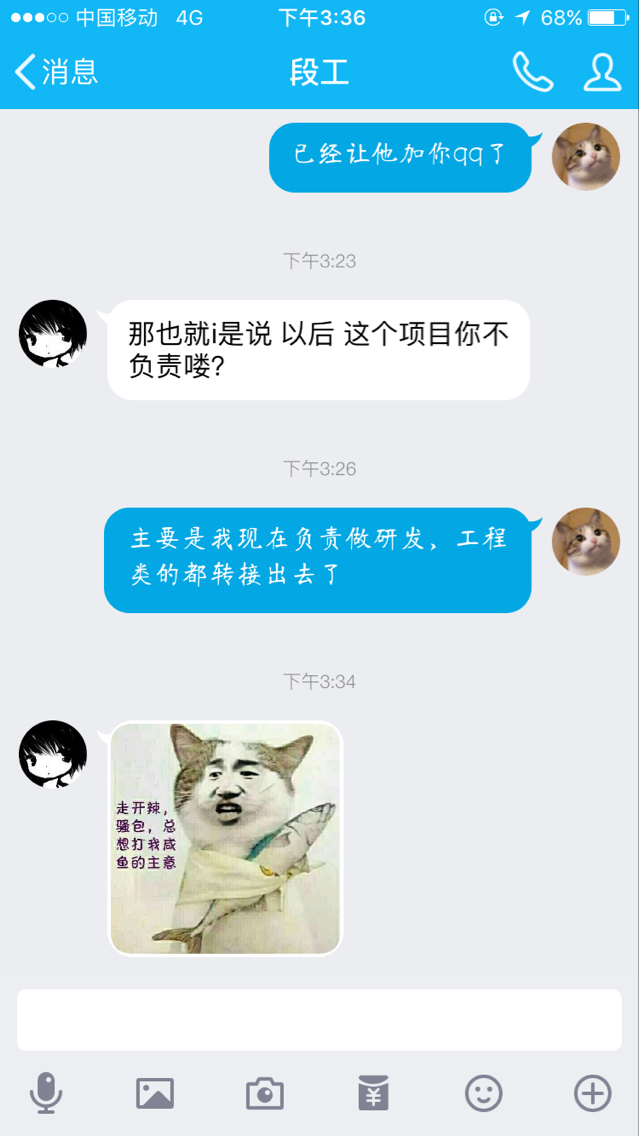 中国移动 4G 下午3:36 68%
消息 段工
已经让他加你qq了
下午3:23
那也就i是说 以后 这个项目你不
负责喽?
下午3:26
主要是我现在负责做研发、工程
类的都转接出去了
下午3:34
走开辣，
骚包，总
想打我咸
鱼的主意